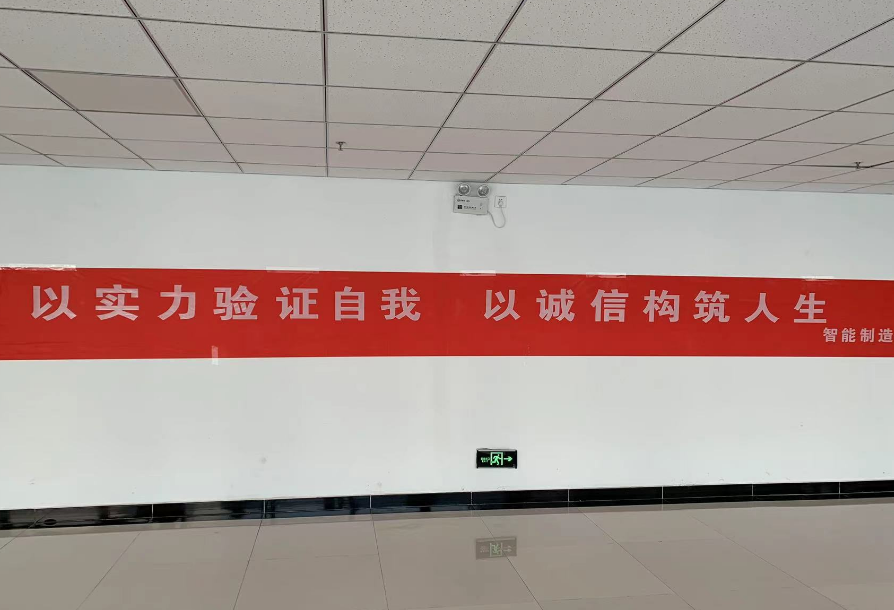 以实力验证自我 以诚信构筑人生
智能制造